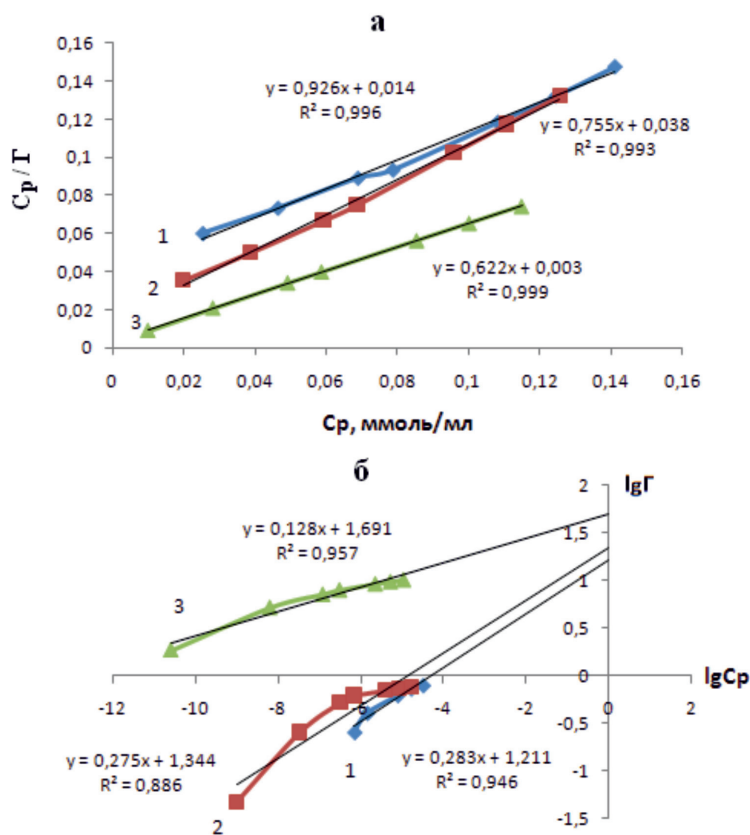 а
0,16
0,14
0,12
0,1
0,08
0,06
0,04
0,02
0
Cp / Г
y = 0,926x + 0,014
R² = 0,996
y = 0,755x + 0,038
R² = 0,993
y = 0,622x + 0,003
R² = 0,999
1
2
3
0 0,02 0,04 0,06 0,08 0,1 0,12 0,14 0,16
Cp, ммоль/мл
б
lgГ
2
1,5
1
0,5
0
-0,5
-1
-1,5
y = 0,128x + 1,691
R² = 0,957
3
lgCp
-12 -10 -8 -6 -4 -2 0 2
y = 0,275x + 1,344
R² = 0,886
1
y = 0,283x + 1,211
R² = 0,946
2